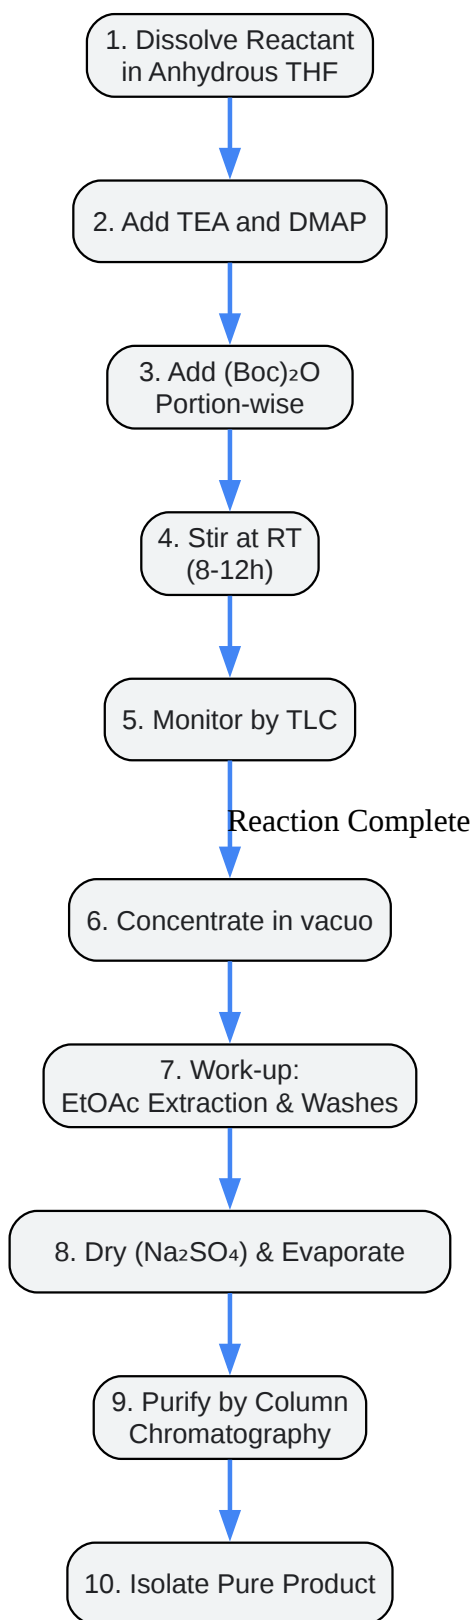 1. Dissolve Reactant
in Anhydrous THF
2. Add TEA and DMAP
3. Add (Boc)₂O
Portion-wise
4. Stir at RT
(8-12h)
5. Monitor by TLC
Reaction Complete
6. Concentrate in vacuo
7. Work-up:
EtOAc Extraction & Washes
8. Dry (Na₂SO₄) & Evaporate
9. Purify by Column
Chromatography
10. Isolate Pure Product